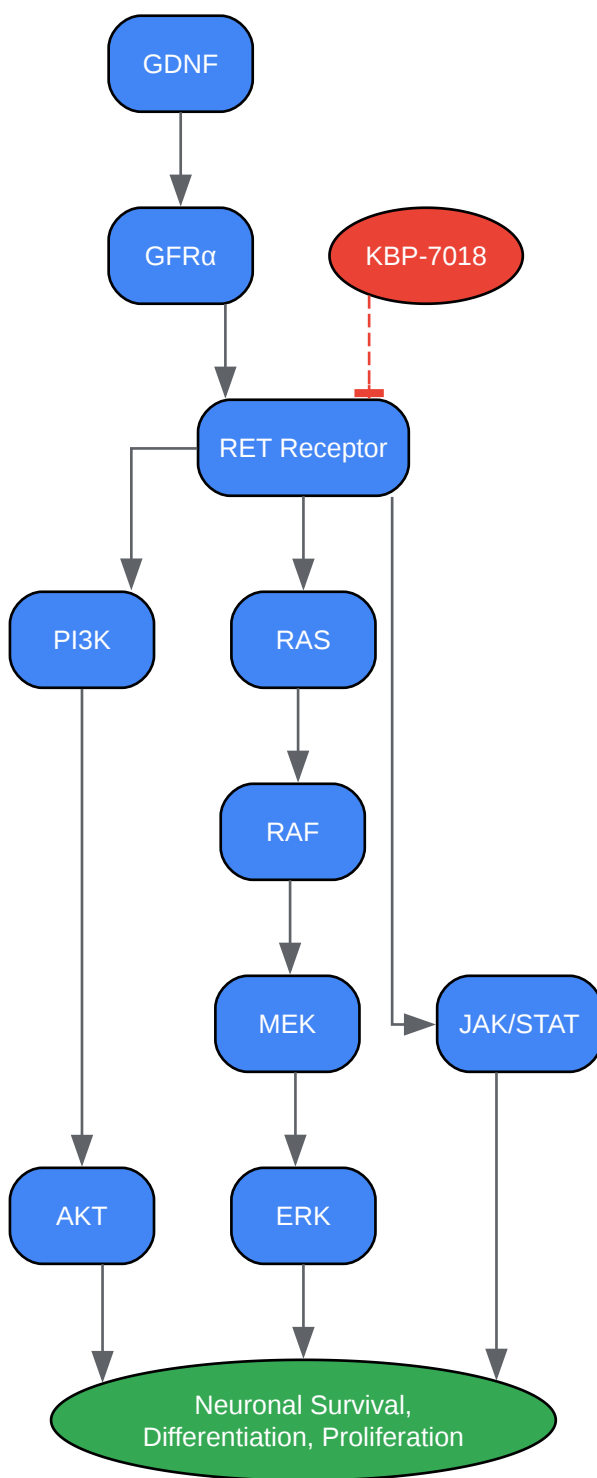 GDNF
GFRα
KBP-7018
RET Receptor
PI3K
RAS
RAF
MEK
JAK/STAT
AKT
ERK
Neuronal Survival,
Differentiation, Proliferation